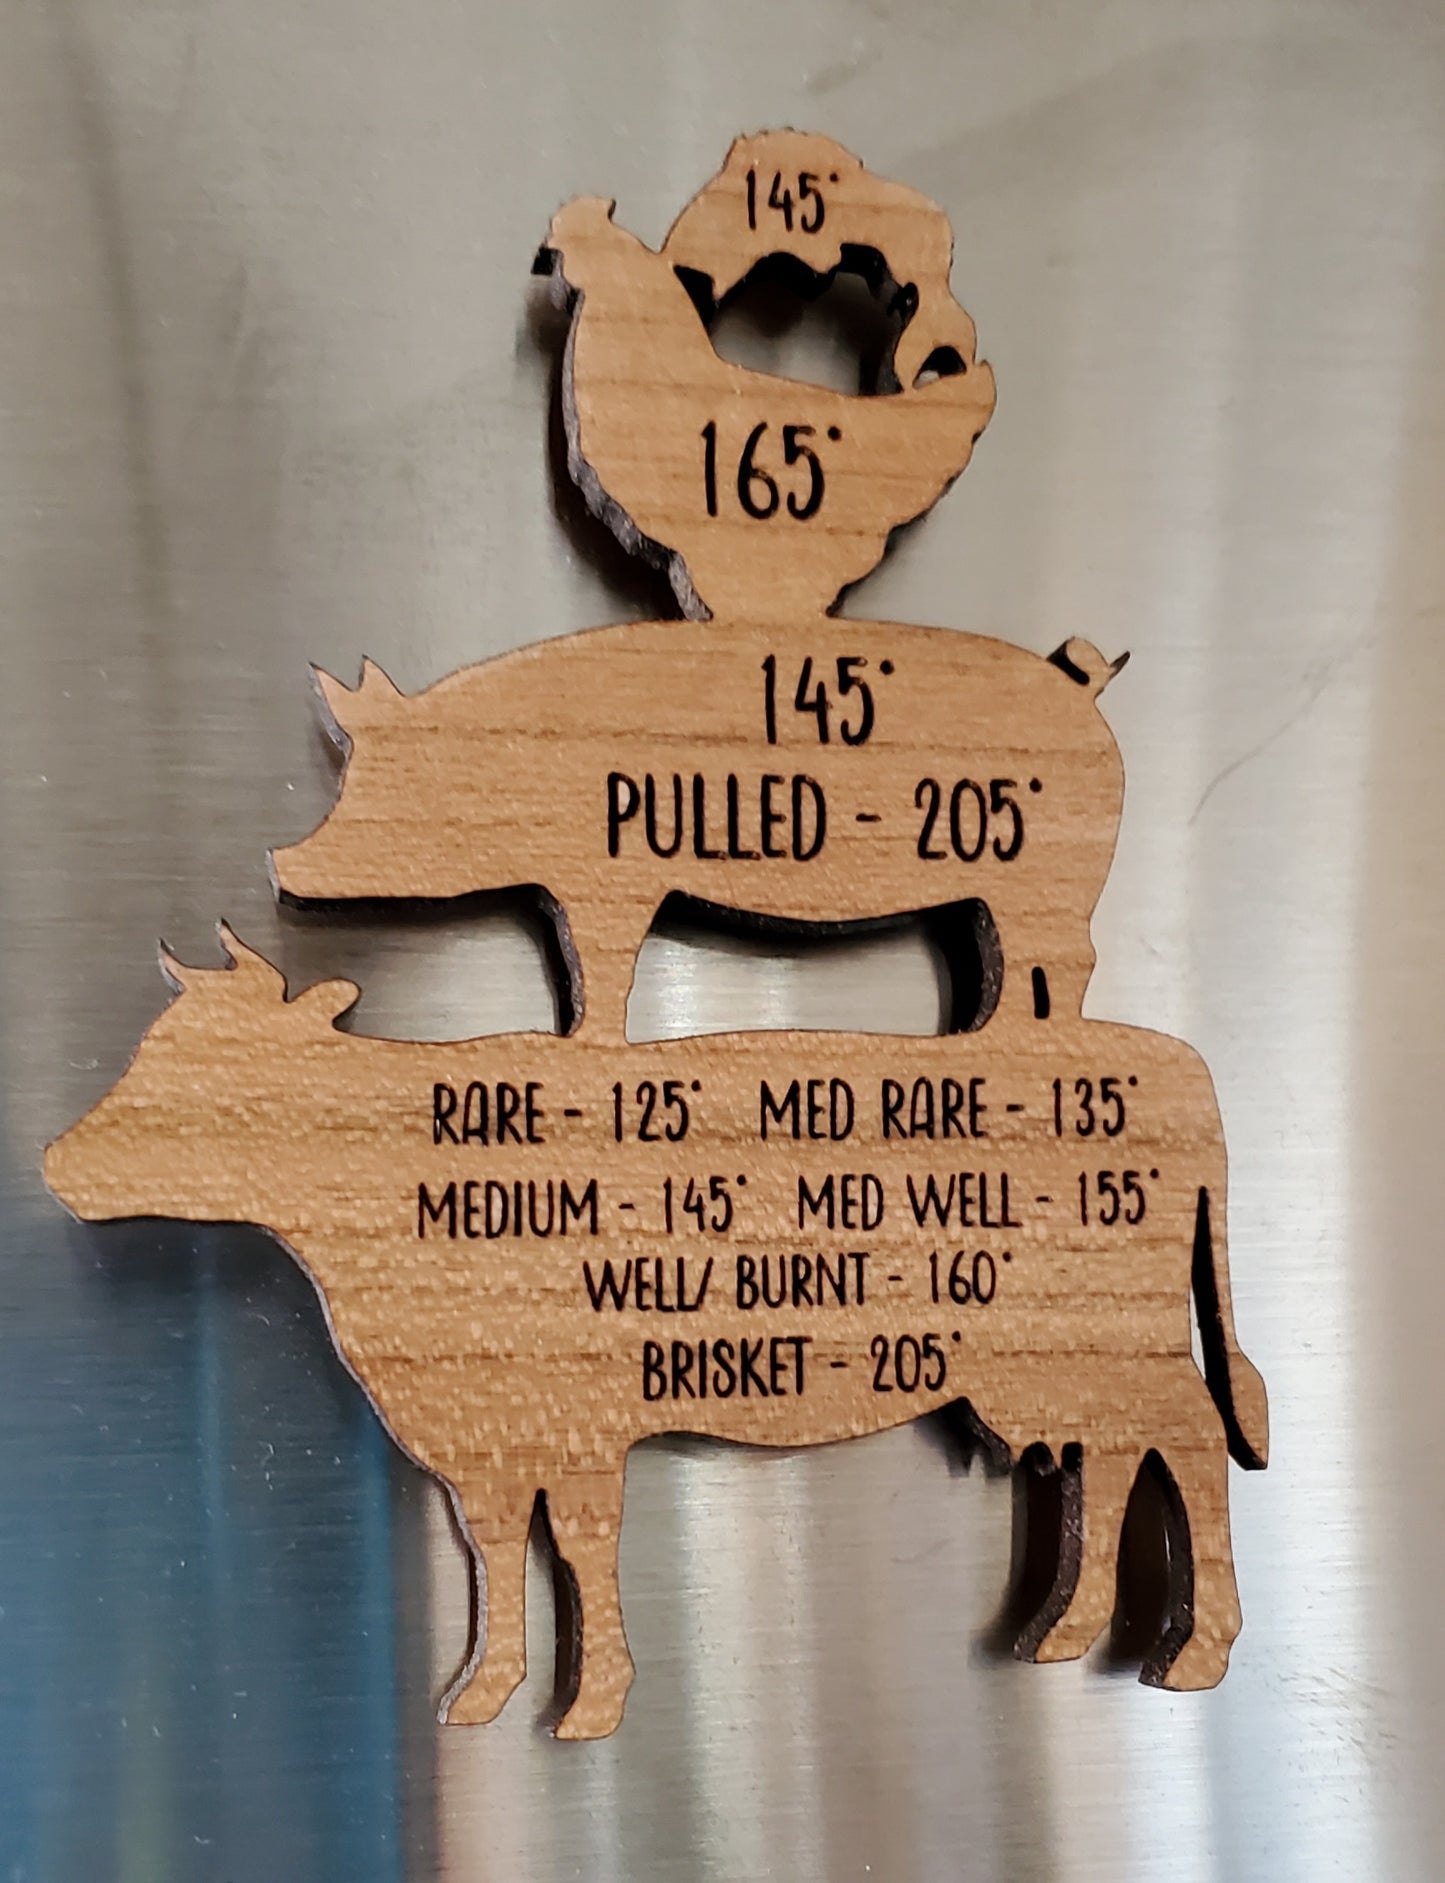 145°
165°
145°
PULLED - 205°
RARE - 125° MED RARE - 135°
MEDIUM - 145° MED WELL - 155°
WELL/ BURNT - 160°
BRISKET - 205°